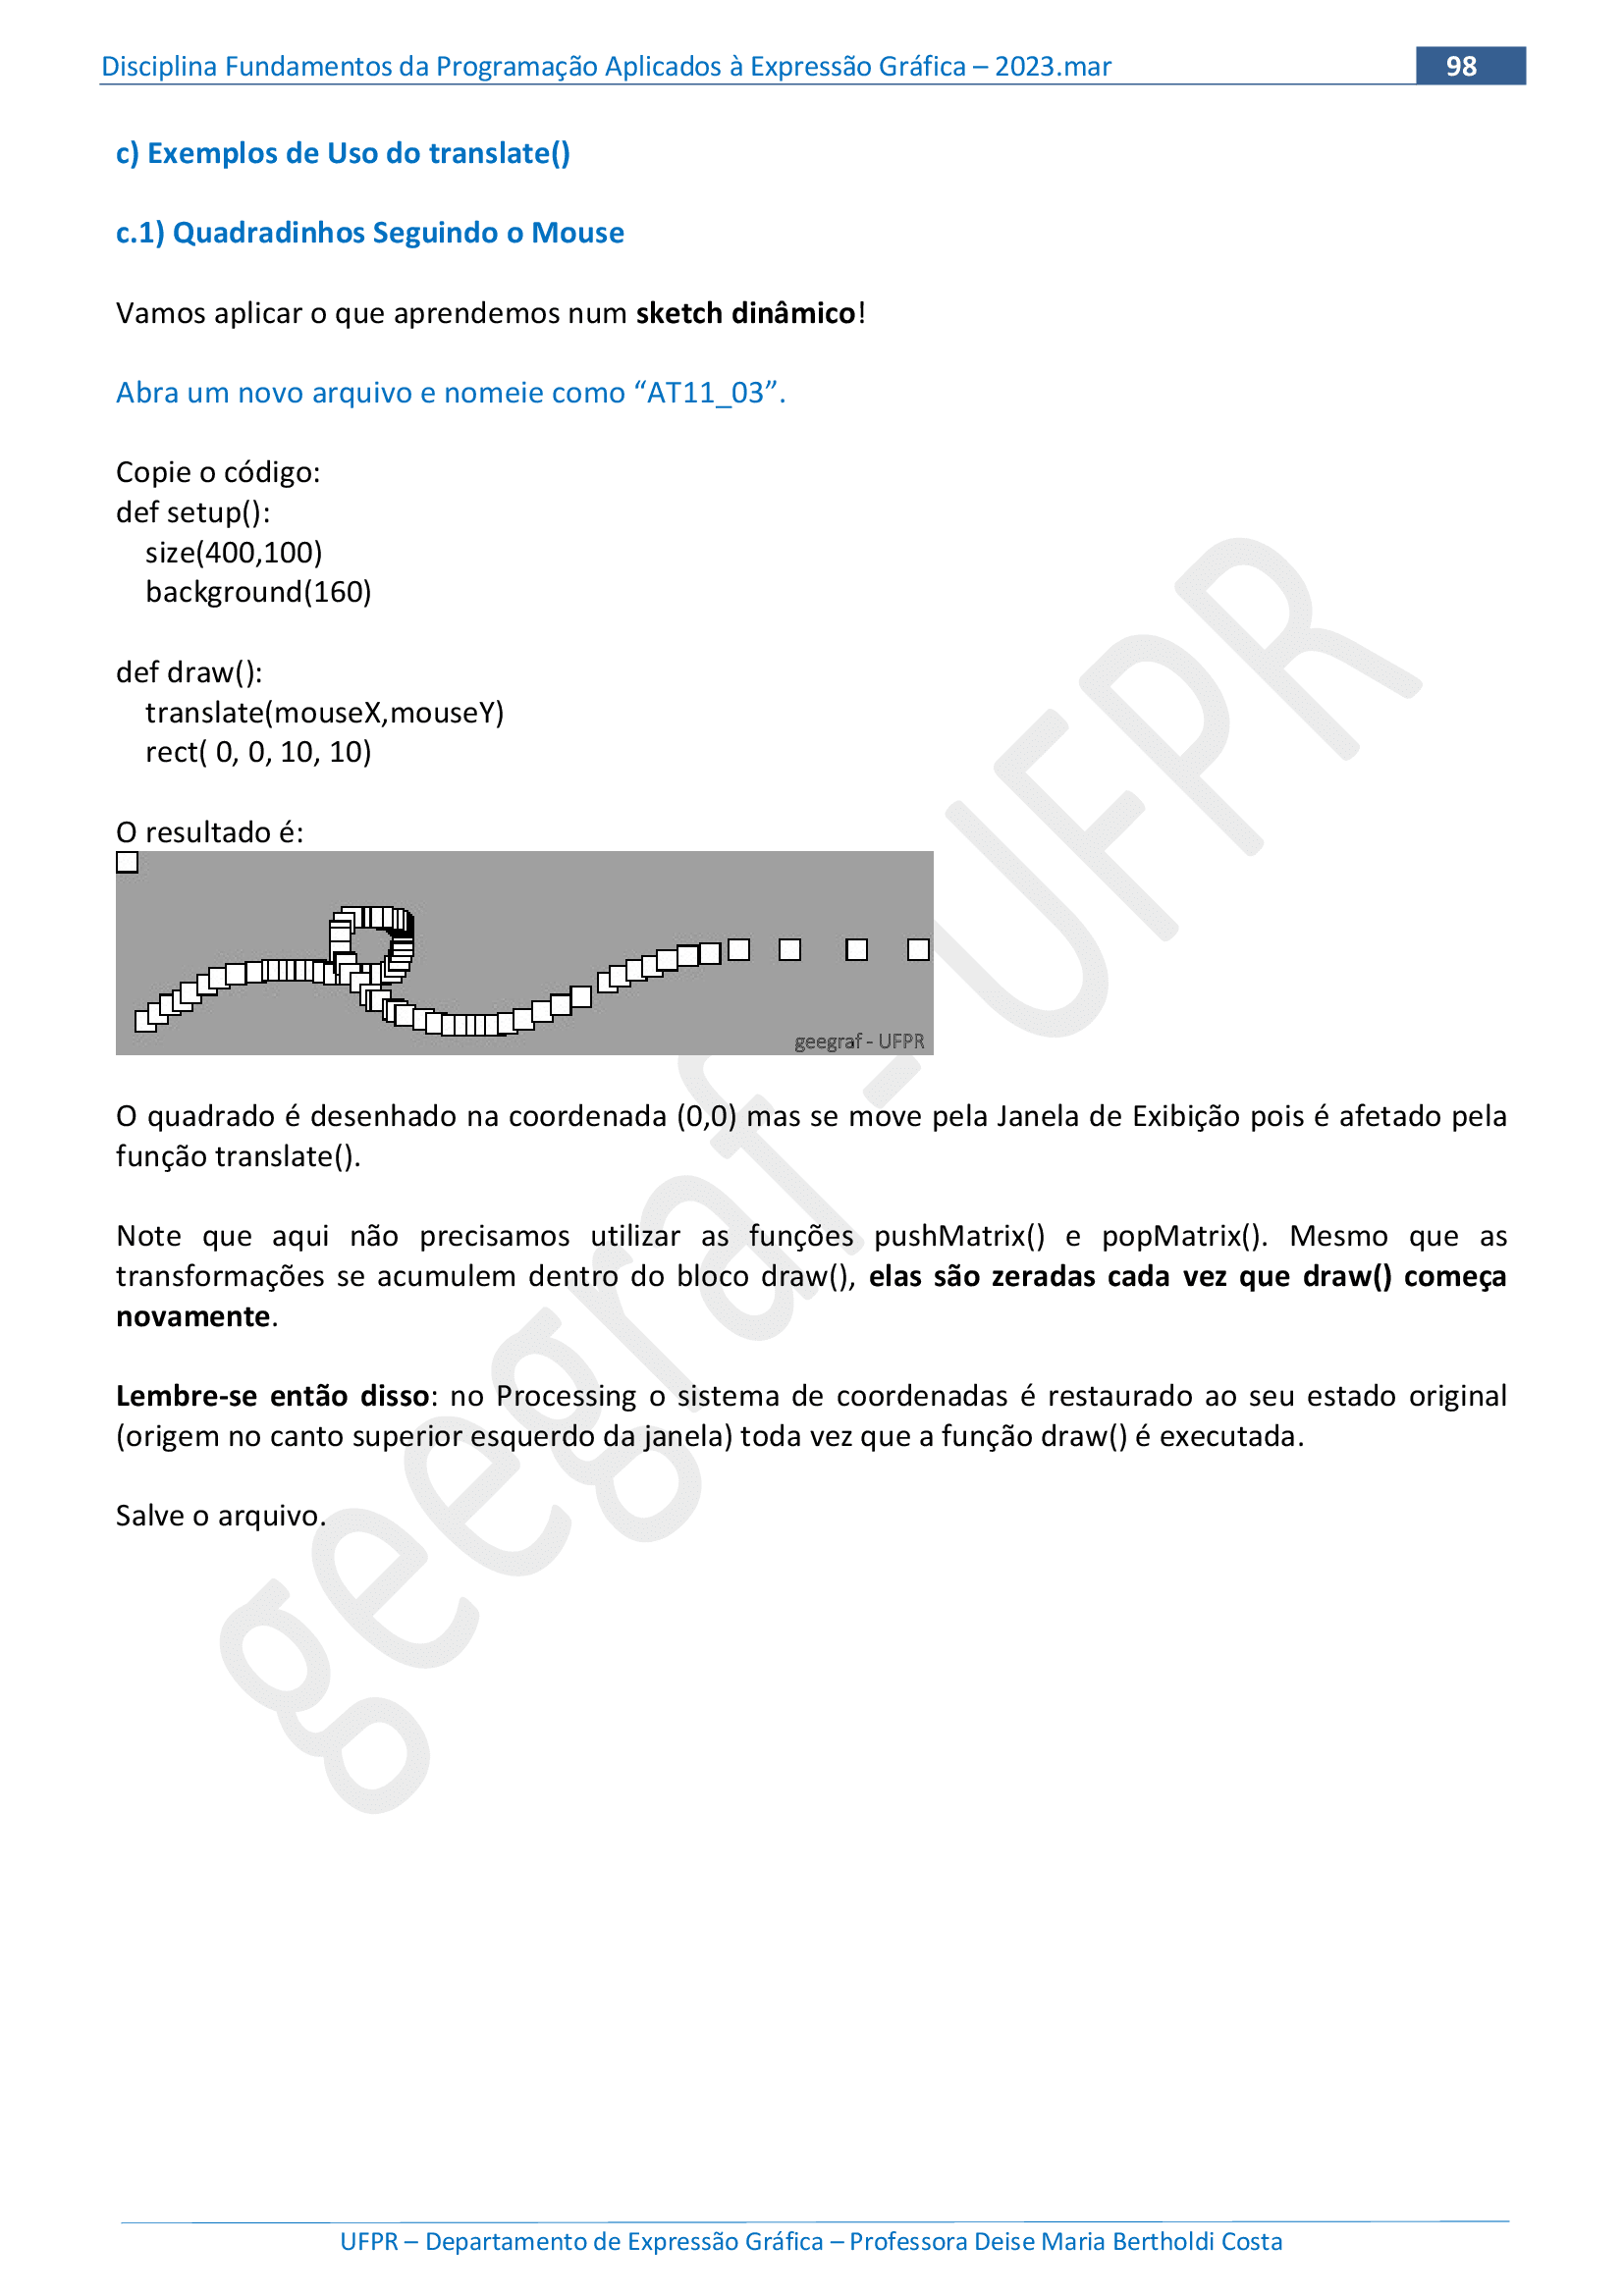 Disciplina Fundamentos da Programação Aplicados à Expressão Gráfica – 2023.mar 98
c) Exemplos de Uso do translate()
c.1) Quadradinhos Seguindo o Mouse
Vamos aplicar o que aprendemos num sketch dinâmico!
Abra um novo arquivo e nomeie como “AT11_03”.
Copie o código:
def setup():
size(400,100)
background(160)
def draw():
translate(mouseX,mouseY)
rect( 0, 0, 10, 10)
O resultado é:
geegraf - UFPR
O quadrado é desenhado na coordenada (0,0) mas se move pela Janela de Exibição pois é afetado pela
função translate().
Note que aqui não precisamos utilizar as funções pushMatrix() e popMatrix(). Mesmo que as
transformações se acumulem dentro do bloco draw(), elas são zeradas cada vez que draw() começa
novamente.
Lembre-se então disso: no Processing o sistema de coordenadas é restaurado ao seu estado original
(origem no canto superior esquerdo da janela) toda vez que a função draw() é executada.
Salve o arquivo.
geegraf - UFPR
UFPR – Departamento de Expressão Gráfica – Professora Deise Maria Bertholdi Costa